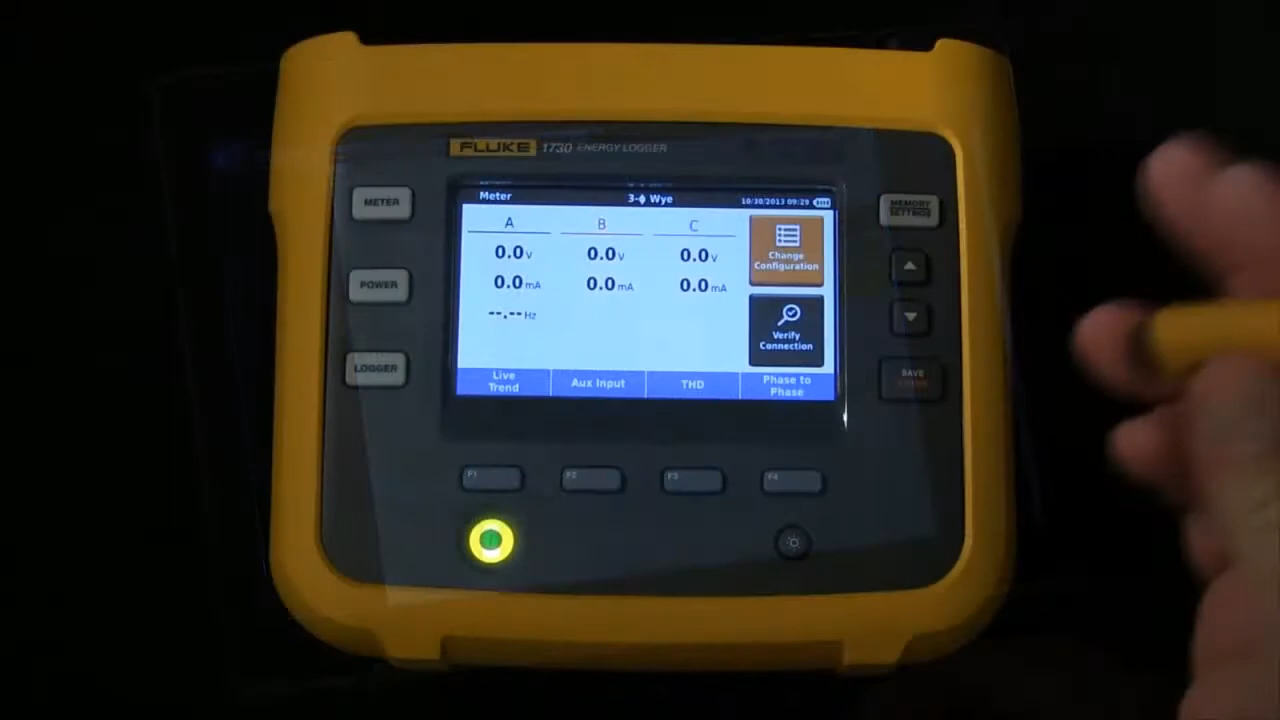 FLUKE 1730 ENERGY LOGGER
METER
POWER
LOGGER
Meter 3-ϕ Wye 10/30/2013 09:29
A B C
0.0 V 0.0 V 0.0 V
0.0 mA 0.0 mA 0.0 mA
--.-- Hz
Change
Configuration
Verify
Connection
Live
Trend
Aux Input
THD
Phase to
Phase
MEMORY
SETTINGS
SAVE
F1 F2 F3 F4